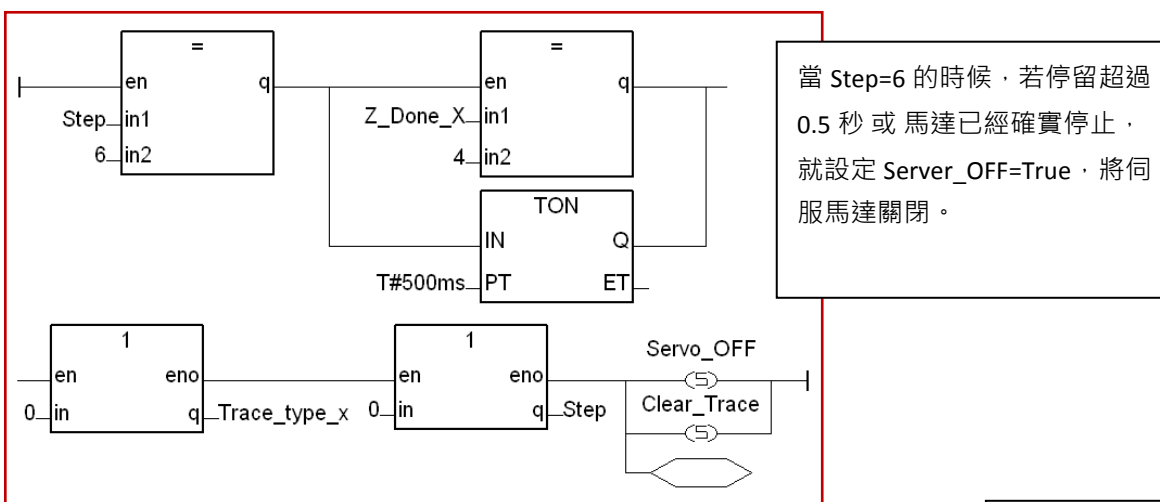 =
en q
Step in1
6 in2
=
en q
Z_Done_X in1
4 in2
TON
IN Q
T#500ms PT ET
當 Step=6 的時候，若停留超過
0.5 秒 或 馬達已經確實停止，
就設定 Server_OFF=True，將伺
服馬達關閉。
1
en eno
0 in q Trace_type_x
1
en eno
0 in q Step
Servo_OFF
S
Clear_Trace
S